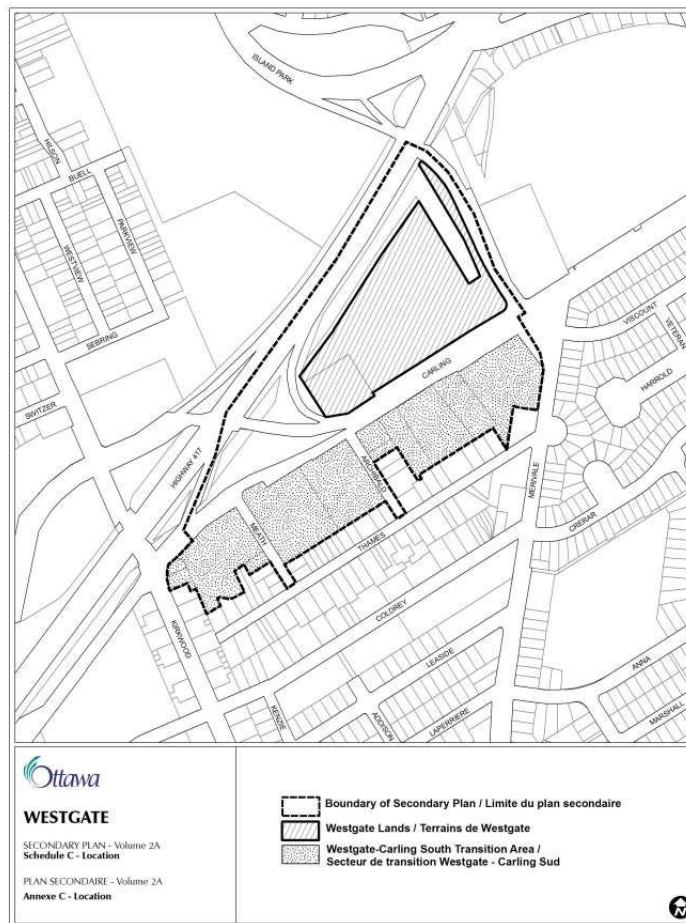 ISLAND PARK
HILSON
BUELL
PARKVIEW
WESTVIEW
SEBRING
SWITZER
HIGHWAY 417
CARLING
VISCOUNT
VETERAN
HARROLD
MERIVALE
ARCHIBALD
MEATH
THAMES
CRERAR
COLDREY
KIRKWOOD
LEASIDE
ANNA
KENZIE
ADDISON
LAPERRIERE
MARSHALL
Ottawa
WESTGATE
SECONDARY PLAN - Volume 2A
Schedule C - Location
PLAN SECONDAIRE - Volume 2A
Annexe C - Location
Boundary of Secondary Plan / Limite du plan secondaire
Westgate Lands / Terrains de Westgate
Westgate-Carling South Transition Area /
Secteur de transition Westgate - Carling Sud
N